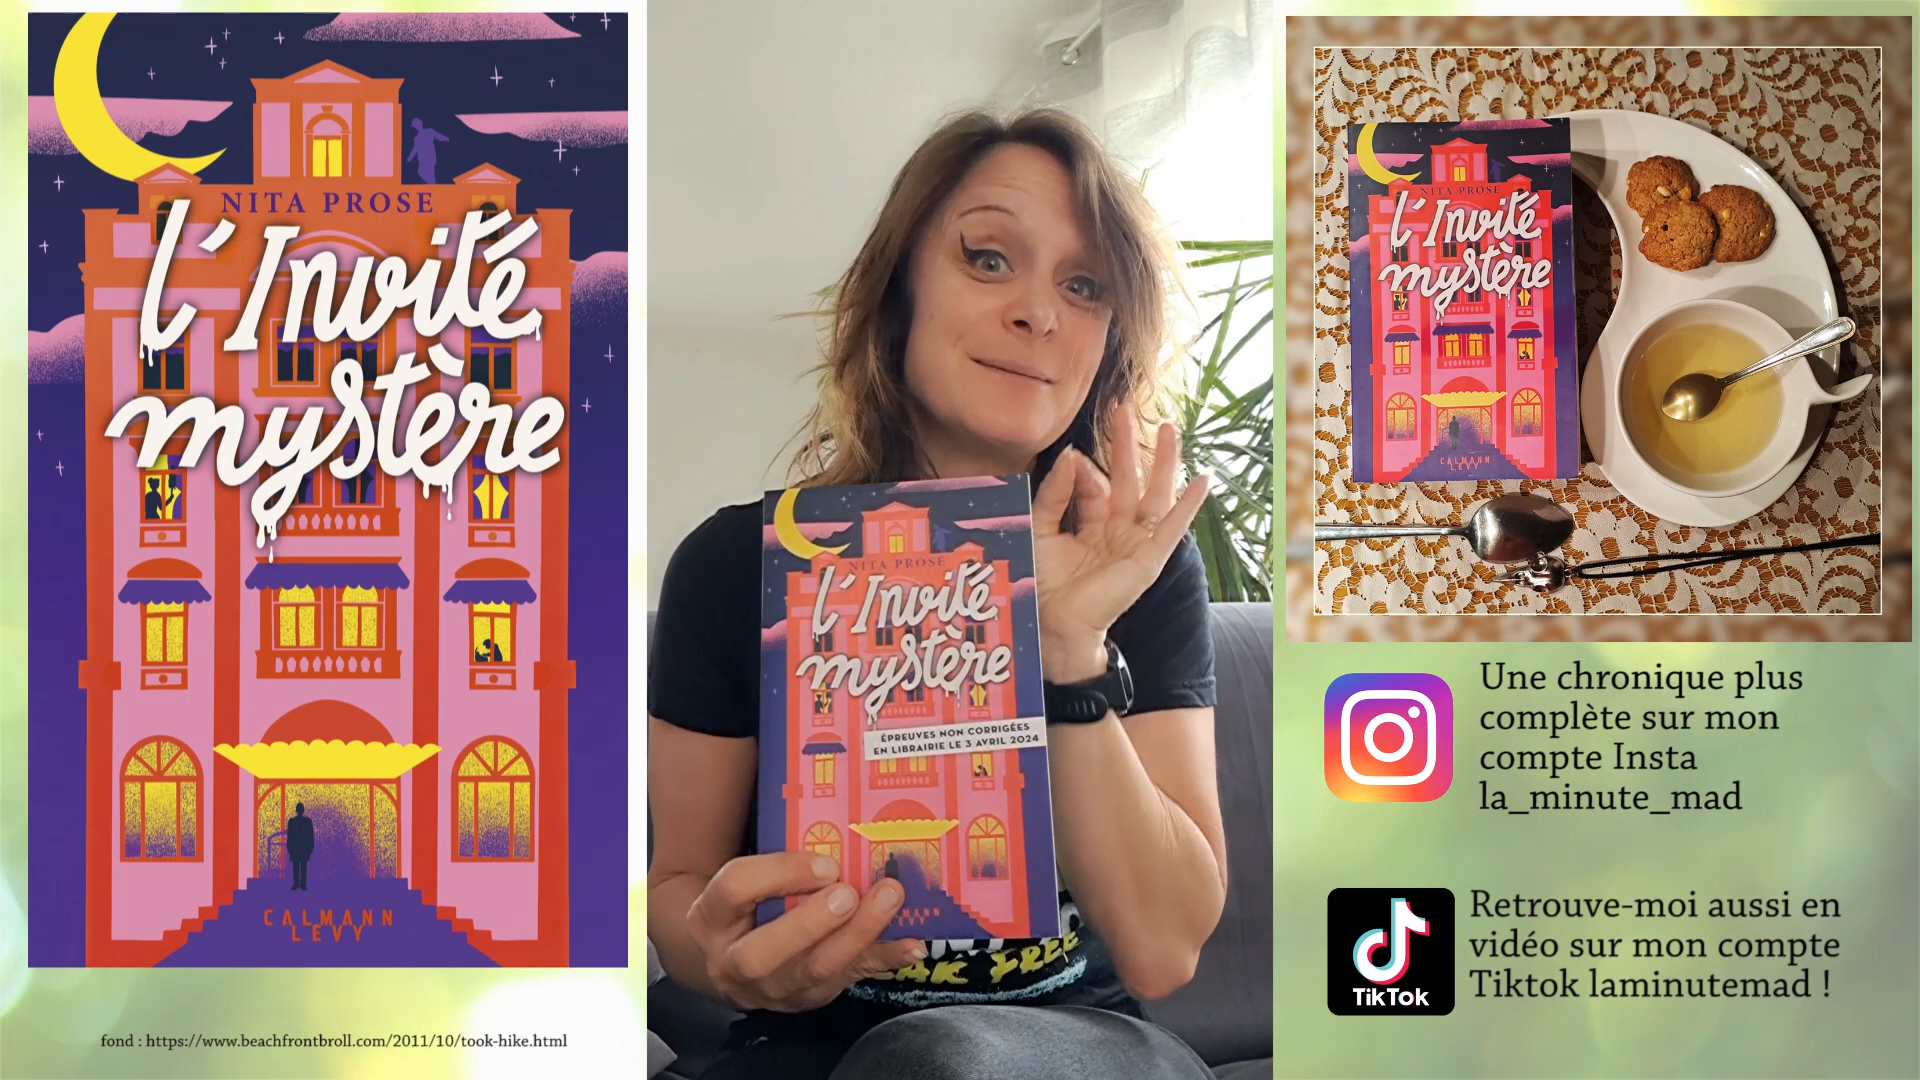 NITA PROSE
l'Invité
mystère
CALMANN
LEVY
fond : https://www.beachfrontbroll.com/2011/10/took-hike.html
NITA PROSE
l'Invité
mystère
ÉPREUVES NON CORRIGÉES
EN LIBRAIRIE LE 3 AVRIL 2024
FREE
NITA PROSE
l'Invité
mystère
CALMANN
LEVY
Une chronique plus
complète sur mon
compte Insta
la_minute_mad
TikTok
Retrouve-moi aussi en
vidéo sur mon compte
Tiktok laminutemad !